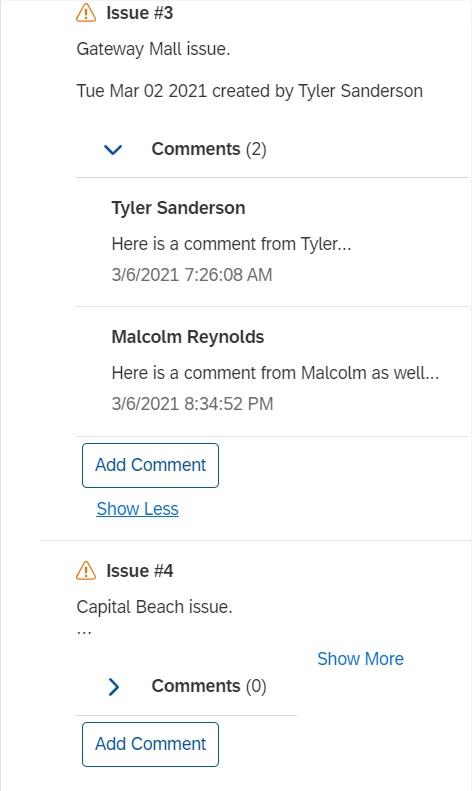 Issue #3
Gateway Mall issue.
Tue Mar 02 2021 created by Tyler Sanderson
Comments (2)
Tyler Sanderson
Here is a comment from Tyler...
3/6/2021 7:26:08 AM
Malcolm Reynolds
Here is a comment from Malcolm as well...
3/6/2021 8:34:52 PM
Add Comment
Show Less
Issue #4
Capital Beach issue.
...
Show More
Comments (0)
Add Comment